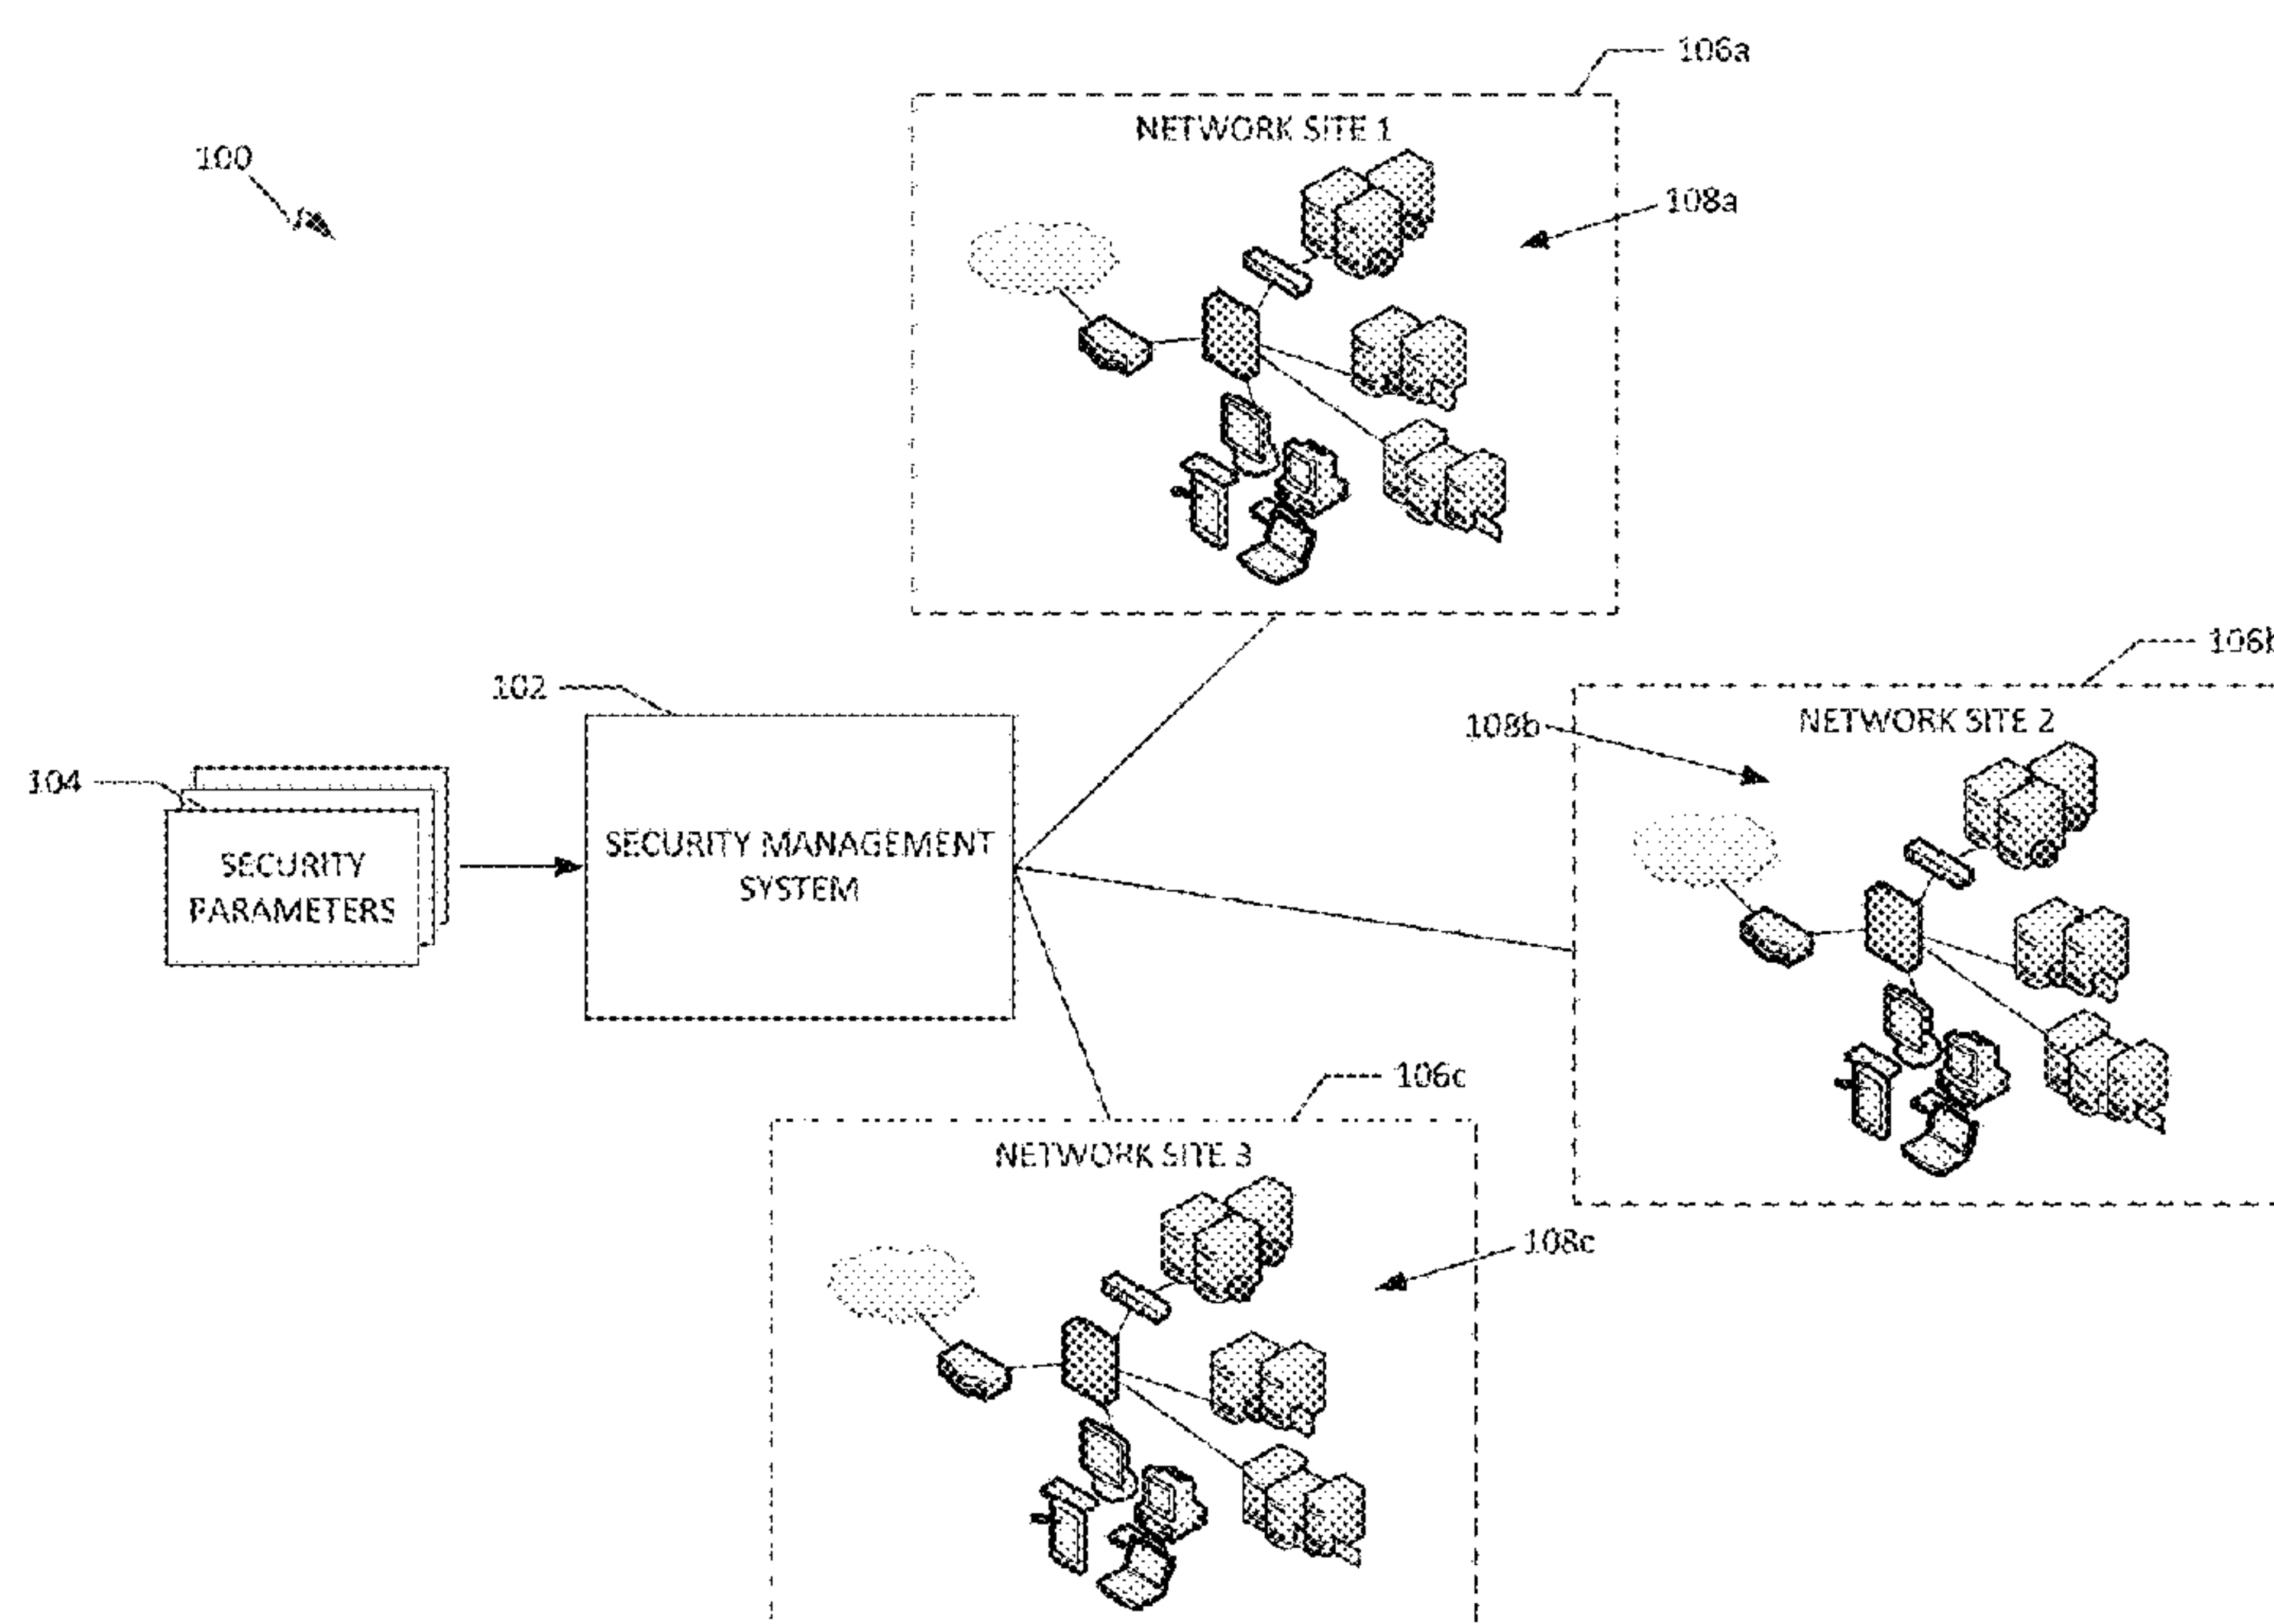 106a
NETWORK SITE 1
100
108a
106b
102
NETWORK SITE 2
108b
104
SECURITY MANAGEMENT
SYSTEM
SECURITY
PARAMETERS
106c
NETWORK SITE 3
108c